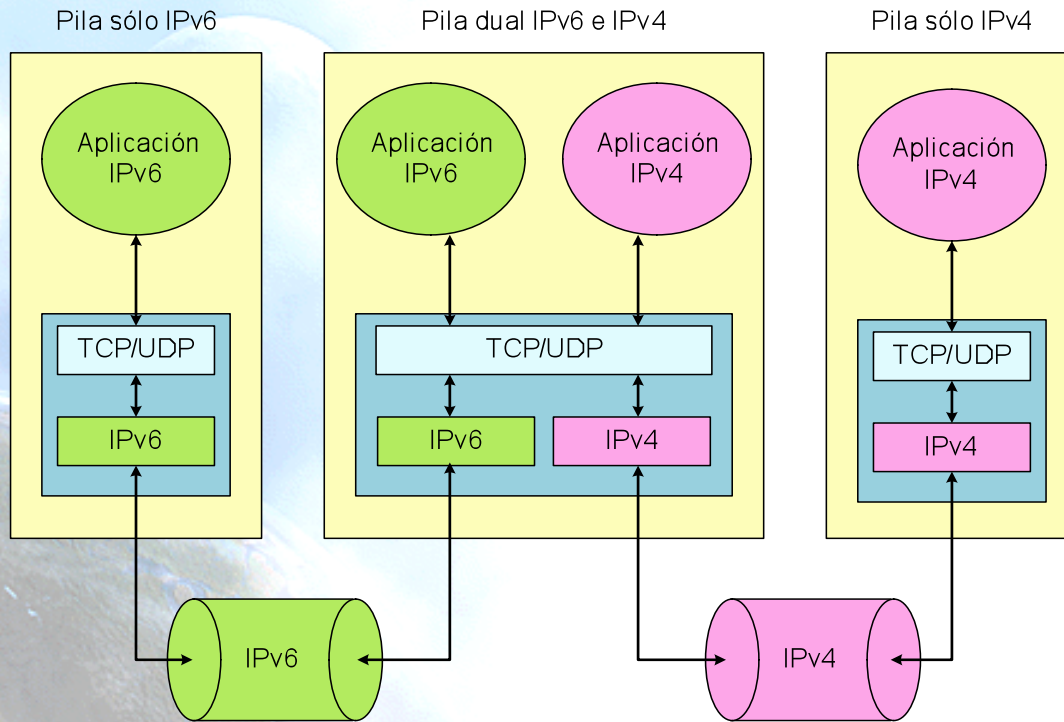 Pila sólo IPv6
Pila dual IPv6 e IPv4
Pila sólo IPv4
Aplicación
IPv6
Aplicación
IPv6
Aplicación
IPv4
Aplicación
IPv4
TCP/UDP
TCP/UDP
TCP/UDP
IPv6
IPv6
IPv4
IPv4
IPv6
IPv4